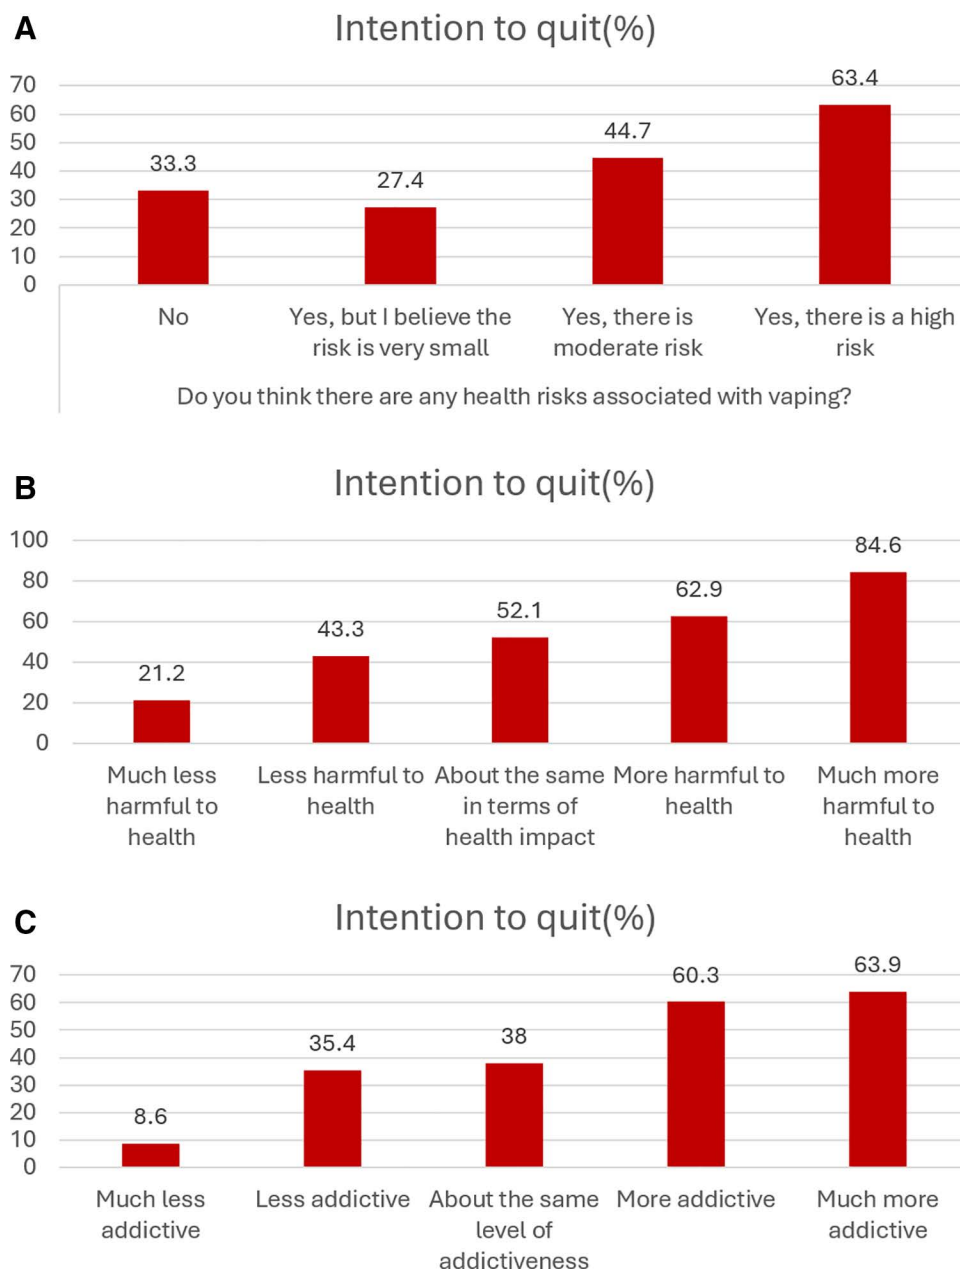 A
Intention to quit(%)
70
60
50
40
30
20
10
0
33.3
27.4
44.7
63.4
No
Yes, but I believe the
risk is very small
Yes, there is
moderate risk
Yes, there is a high
risk
Do you think there are any health risks associated with vaping?
B
Intention to quit(%)
100
80
60
40
20
0
21.2
43.3
52.1
62.9
84.6
Much less
harmful to
health
Less harmful to
health
About the same
in terms of
health impact
More harmful to
health
Much more
harmful to
health
C
Intention to quit(%)
70
60
50
40
30
20
10
0
8.6
35.4
38
60.3
63.9
Much less
addictive
Less addictive
About the same
level of
addictiveness
More addictive
Much more
addictive